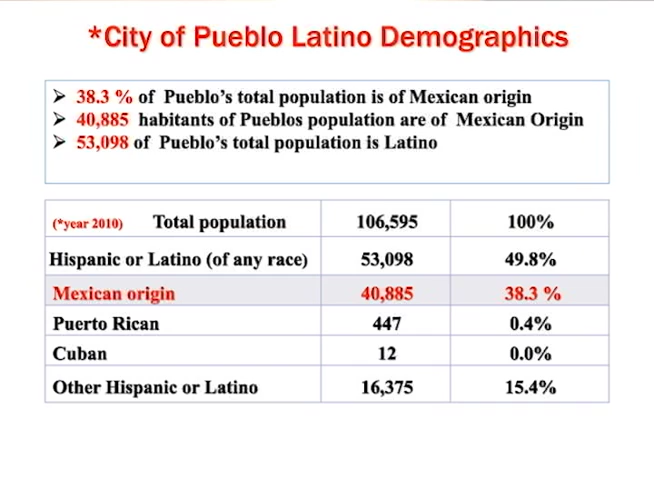 *City of Pueblo Latino Demographics
➢ 38.3 % of Pueblo's total population is of Mexican origin
➢ 40,885 habitants of Pueblos population are of Mexican Origin
➢ 53,098 of Pueblo's total population is Latino
(*year 2010) Total population 106,595 100%
Hispanic or Latino (of any race) 53,098 49.8%
Mexican origin 40,885 38.3 %
Puerto Rican 447 0.4%
Cuban 12 0.0%
Other Hispanic or Latino 16,375 15.4%